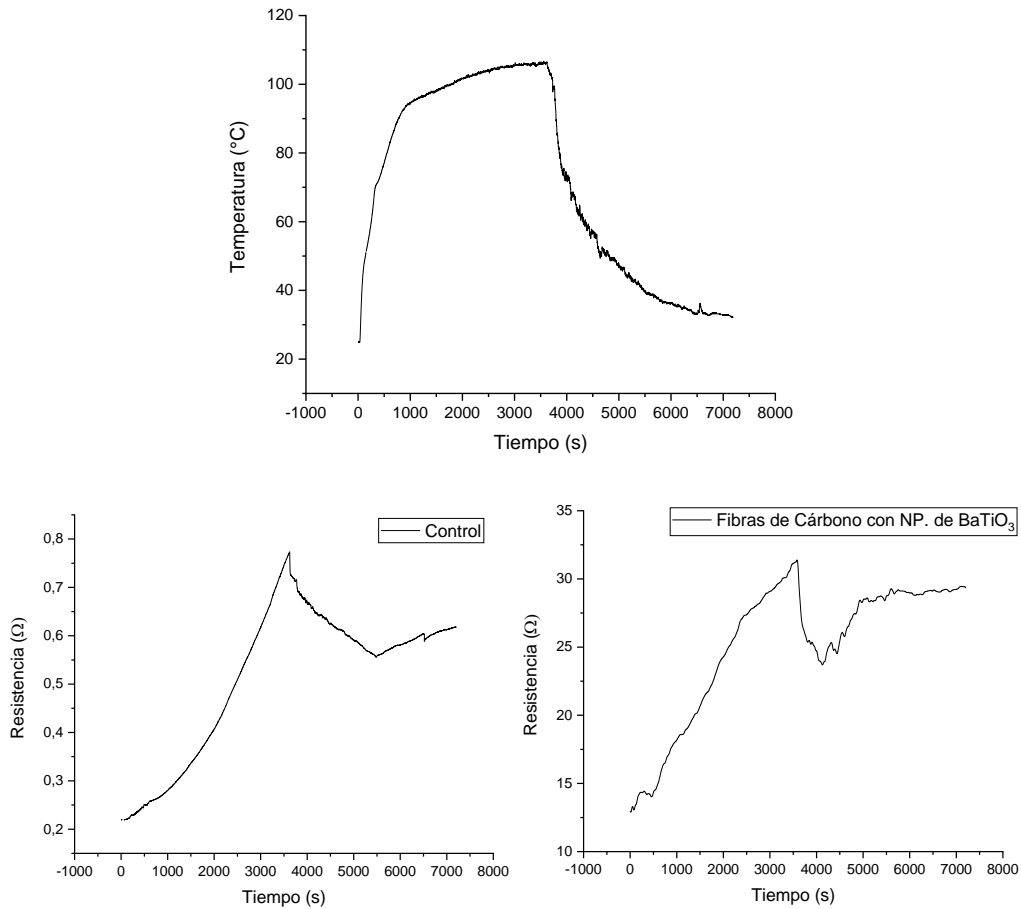 120
100
80
60
40
20
Temperatura (°C)
-1000 0 1000 2000 3000 4000 5000 6000 7000 8000
Tiempo (s)
0,8
0,7
0,6
0,5
0,4
0,3
0,2
Resistencia (Ω)
Control
-1000 0 1000 2000 3000 4000 5000 6000 7000 8000
Tiempo (s)
35
30
25
20
15
10
Resistencia (Ω)
Fibras de Cárbono con NP. de BaTiO₃
-1000 0 1000 2000 3000 4000 5000 6000 7000 8000
Tiempo (s)